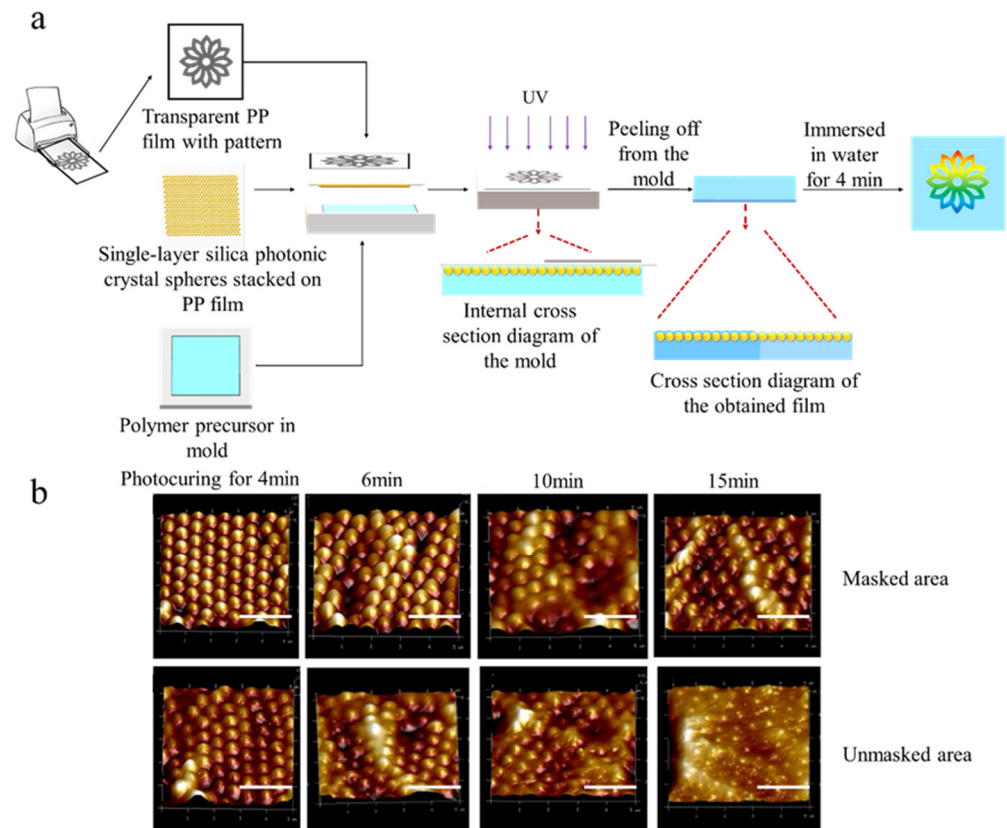 a
Transparent PP
film with pattern
Single-layer silica photonic
crystal spheres stacked on
PP film
Polymer precursor in
mold
UV
Internal cross
section diagram of
the mold
Peeling off
from the
mold
Immersed
in water
for 4 min
Cross section diagram of
the obtained film
b
Photocuring for 4min
6min
10min
15min
Masked area
Unmasked area